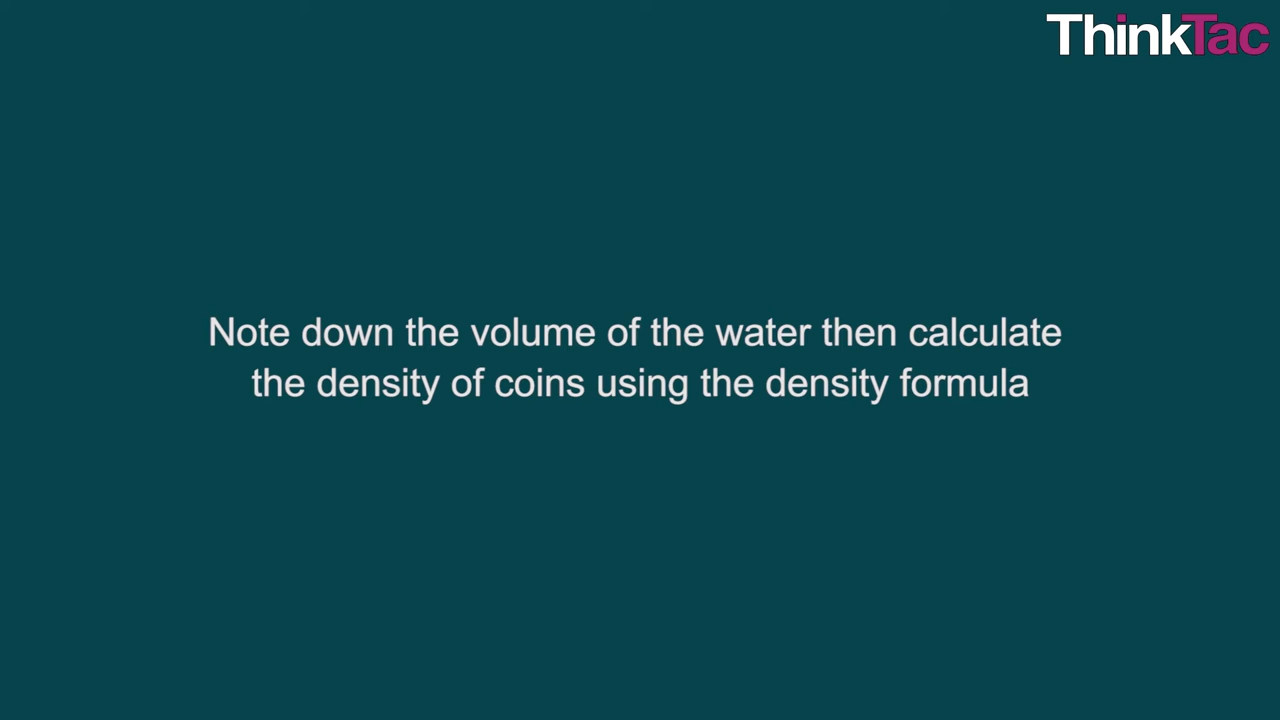 ThinkTac
Note down the volume of the water then calculate
the density of coins using the density formula